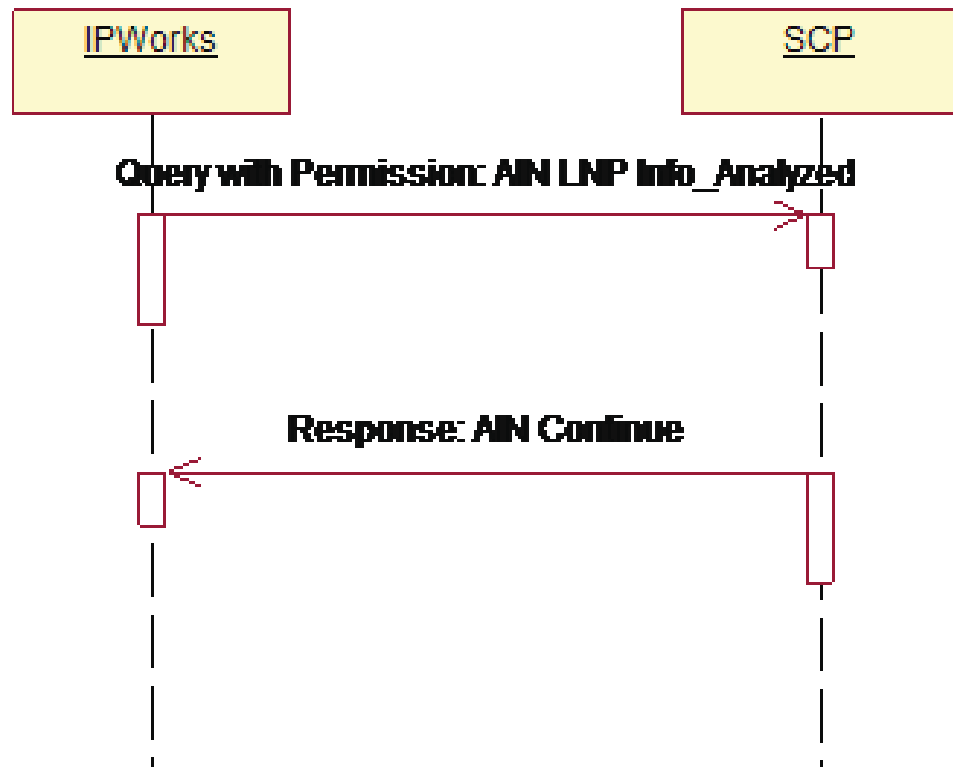 IPWorks
SCP
Query with Permission: AIN LNP Info_Analyzed
Response: AIN Continue